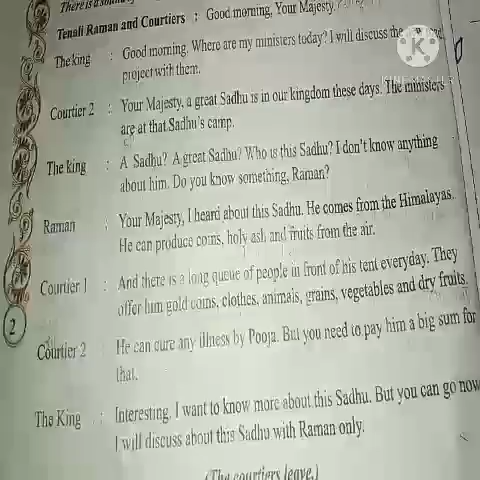 There is a sound of
Tenali Raman and Courtiers : Good morning, Your Majesty.
The king : Good morning. Where are my ministers today? I will discuss the
project with them.
Courtier 2 : Your Majesty, a great Sadhu is in our kingdom these days. The ministers
are at that Sadhu's camp.
The king : A Sadhu? A great Sadhu? Who is this Sadhu? I don't know anything
about him. Do you know something, Raman?
Raman : Your Majesty, I heard about this Sadhu. He comes from the Himalayas.
He can produce coins, holy ash and fruits from the air.
Courtier 1 : And there is a long queue of people in front of his tent everyday. They
offer him gold coins, clothes, animals, grains, vegetables and dry fruits.
2
Courtier 2 : He can cure any illness by Pooja. But you need to pay him a big sum for
that.
The King : Interesting. I want to know more about this Sadhu. But you can go now
I will discuss about this Sadhu with Raman only.
(The courtiers leave.)
KINEMASTER